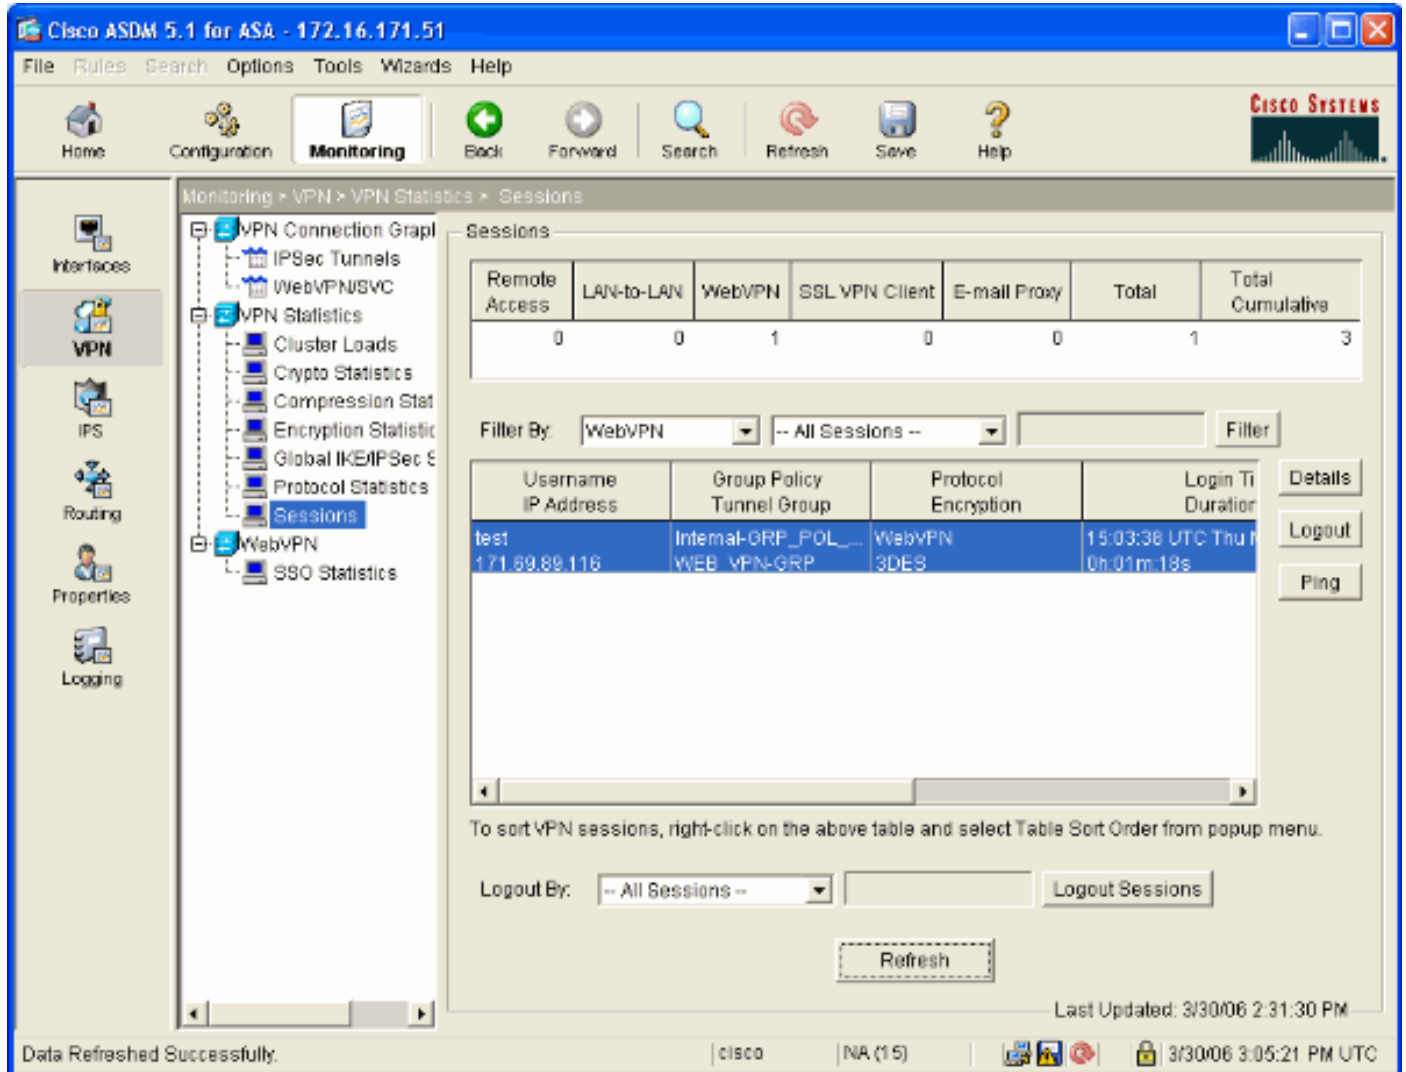 Cisco ASDM 5.1 for ASA - 172.16.171.51
File Rules Search Options Tools Wizards Help
Home Configuration Monitoring Back Forward Search Refresh Save Help
CISCO SYSTEMS
Monitoring > VPN > VPN Statistics > Sessions
Interfaces
VPN
IPS
Routing
Properties
Logging
VPN Connection Grapl
IPSec Tunnels
WebVPN/SVC
VPN Statistics
Cluster Loads
Crypto Statistics
Compression Stat
Encryption Statistic
Global IKE/IPSec S
Protocol Statistics
Sessions
WebVPN
SSO Statistics
Sessions
Remote Access LAN-to-LAN WebVPN SSL VPN Client E-mail Proxy Total Total Cumulative
0 0 1 0 0 1 3
Filter By: WebVPN -- All Sessions -- Filter
Username Group Policy Protocol Login Ti
IP Address Tunnel Group Encryption Duration
test Internal-GRP_POL_... WebVPN 15:03:38 UTC Thu M
171.69.89.116 WEB_VPN-GRP 3DES 0h:01m:18s
Details
Logout
Ping
To sort VPN sessions, right-click on the above table and select Table Sort Order from popup menu.
Logout By: -- All Sessions -- Logout Sessions
Refresh
Last Updated: 3/30/06 2:31:30 PM
Data Refreshed Successfully. cisco NA (15) 3/30/06 3:05:21 PM UTC